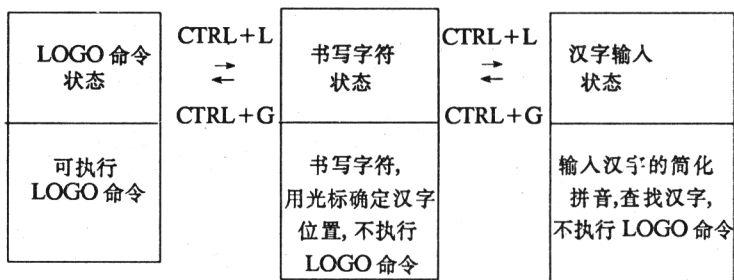 LOGO 命令
状态
可执行
LOGO 命令
CTRL+L
CTRL+G
书写字符
状态
书写字符,
用光标确定汉字
位置, 不执行
LOGO 命令
CTRL+L
CTRL+G
汉字输入
状态
输入汉字的简化
拼音,查找汉字,
不执行 LOGO 命令